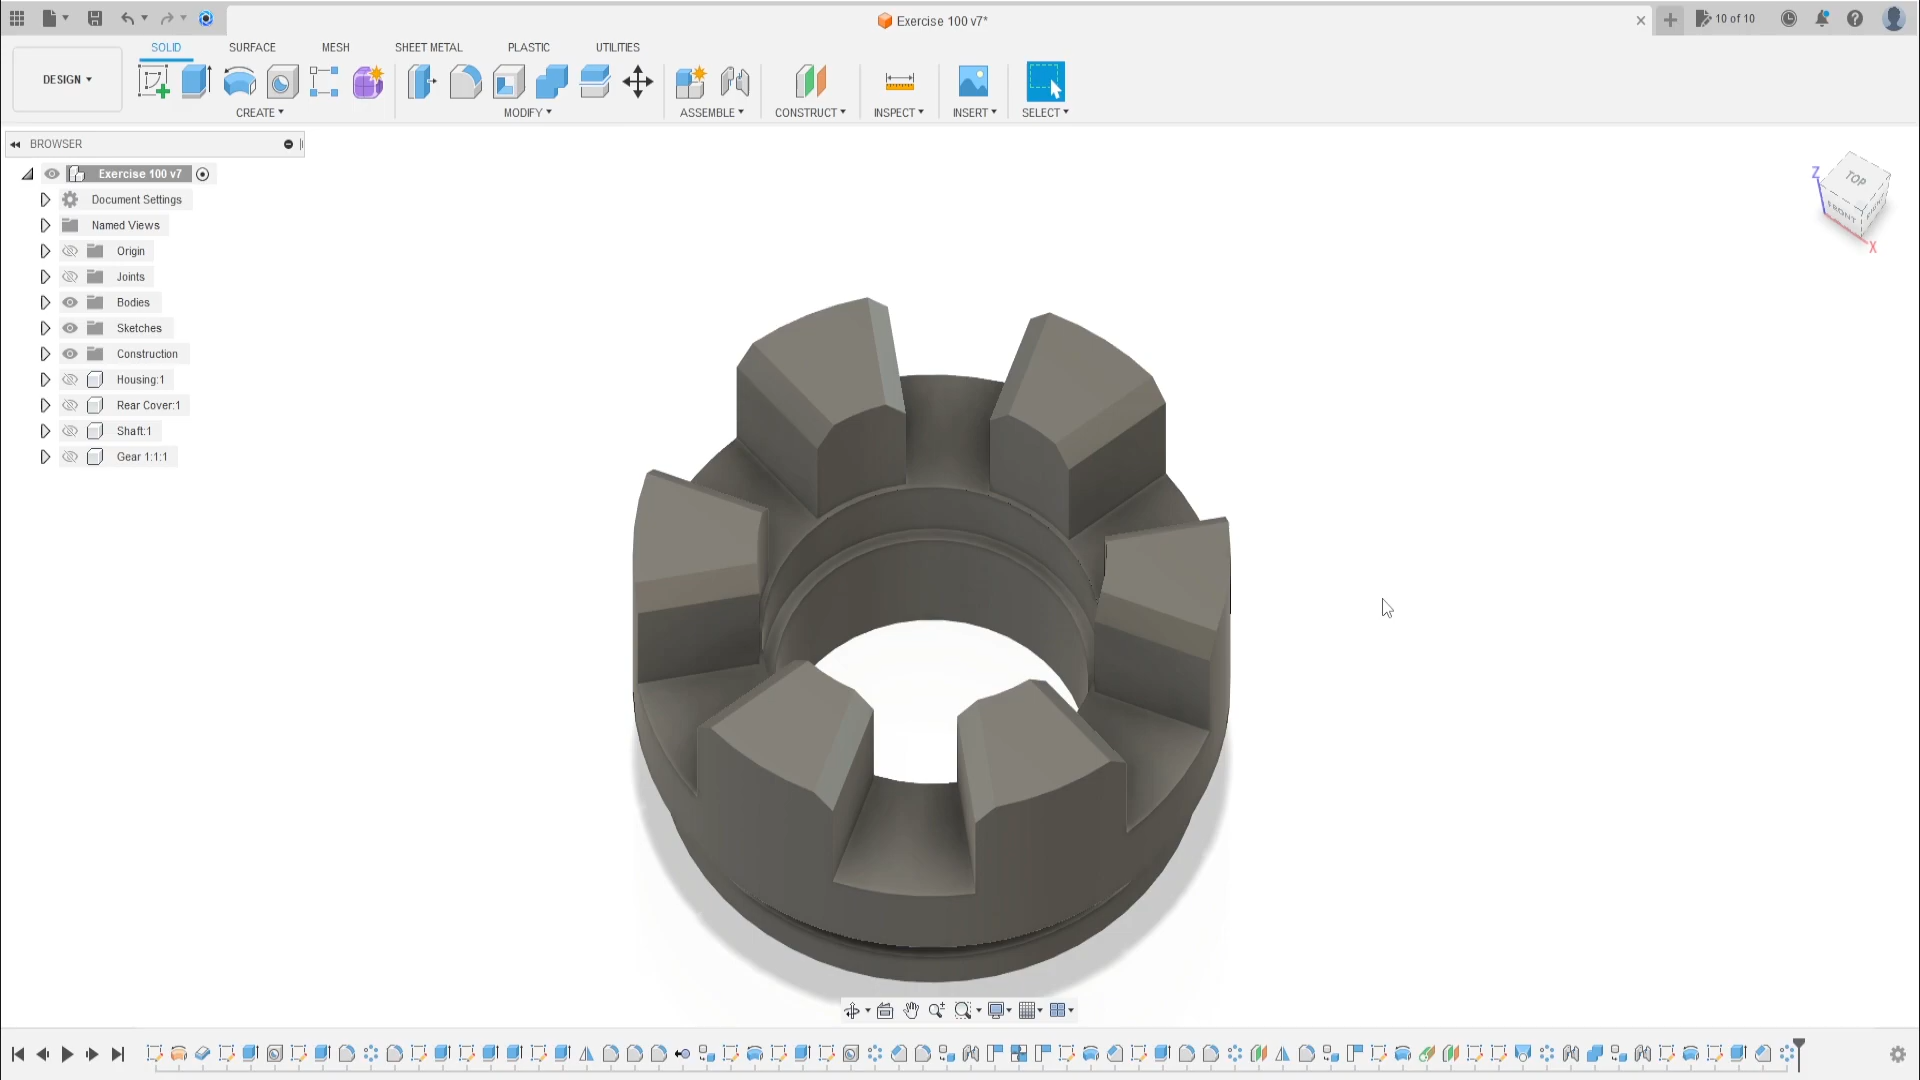 Exercise 100 v7*
10 of 10
SOLID
SURFACE
MESH
SHEET METAL
PLASTIC
UTILITIES
DESIGN
CREATE
MODIFY
ASSEMBLE
CONSTRUCT
INSPECT
INSERT
SELECT
BROWSER
Exercise 100 v7
Document Settings
Named Views
Origin
Joints
Bodies
Sketches
Construction
Housing:1
Rear Cover:1
Shaft:1
Gear 1:1:1
Z
TOP
FRONT
RIGHT
X